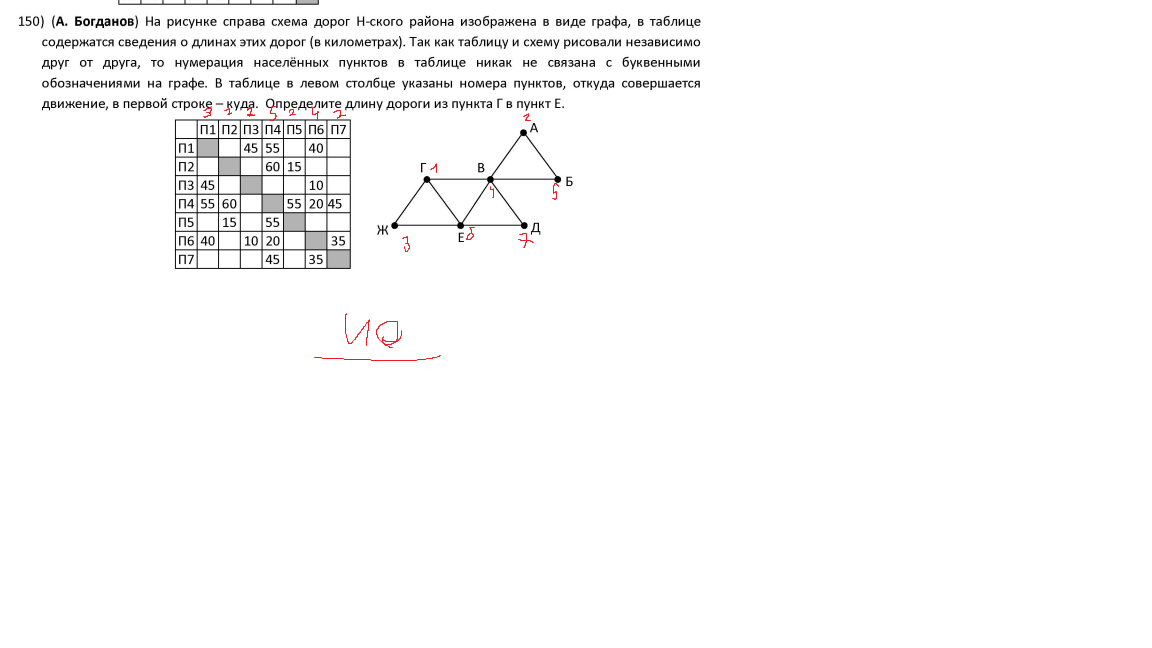 150) (А. Богданов) На рисунке справа схема дорог Н-ского района изображена в виде графа, в таблице
содержатся сведения о длинах этих дорог (в километрах). Так как таблицу и схему рисовали независимо
друг от друга, то нумерация населённых пунктов в таблице никак не связана с буквенными
обозначениями на графе. В таблице в левом столбце указаны номера пунктов, откуда совершается
движение, в первой строке – куда. Определите длину дороги из пункта Г в пункт Е.
3 2 2 5 2 4 2
П1 П2 П3 П4 П5 П6 П7
П1 45 55 40
П2 60 15
П3 45 10
П4 55 60 55 20 45
П5 15 55
П6 40 10 20 35
П7 45 35
2
А
Г 1 В
Б
4 5
Ж Е Д
3 7